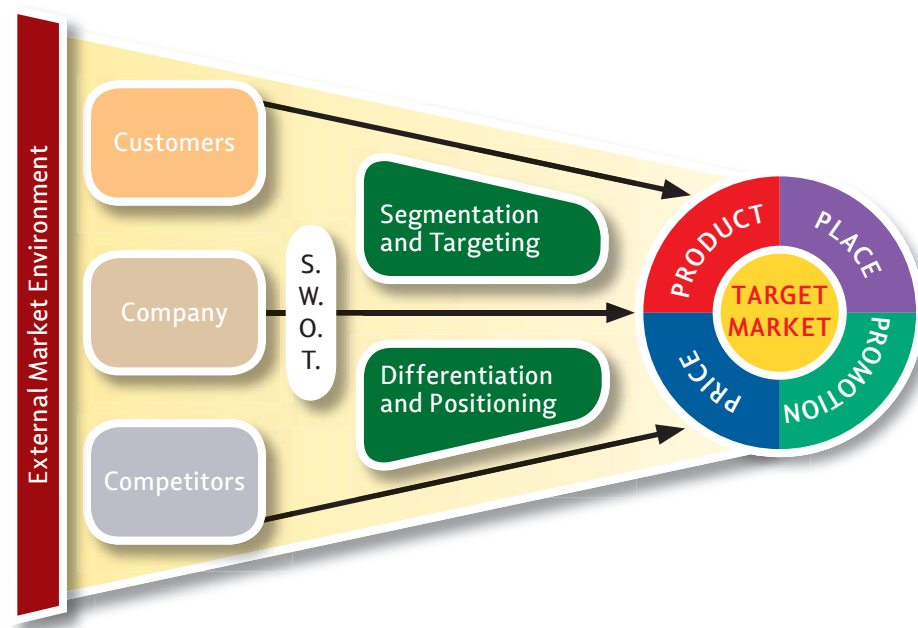 External Market Environment
Customers
Company
Competitors
S.
W.
O.
T.
Segmentation
and Targeting
Differentiation
and Positioning
PRODUCT
PLACE
PRICE
PROMOTION
TARGET
MARKET